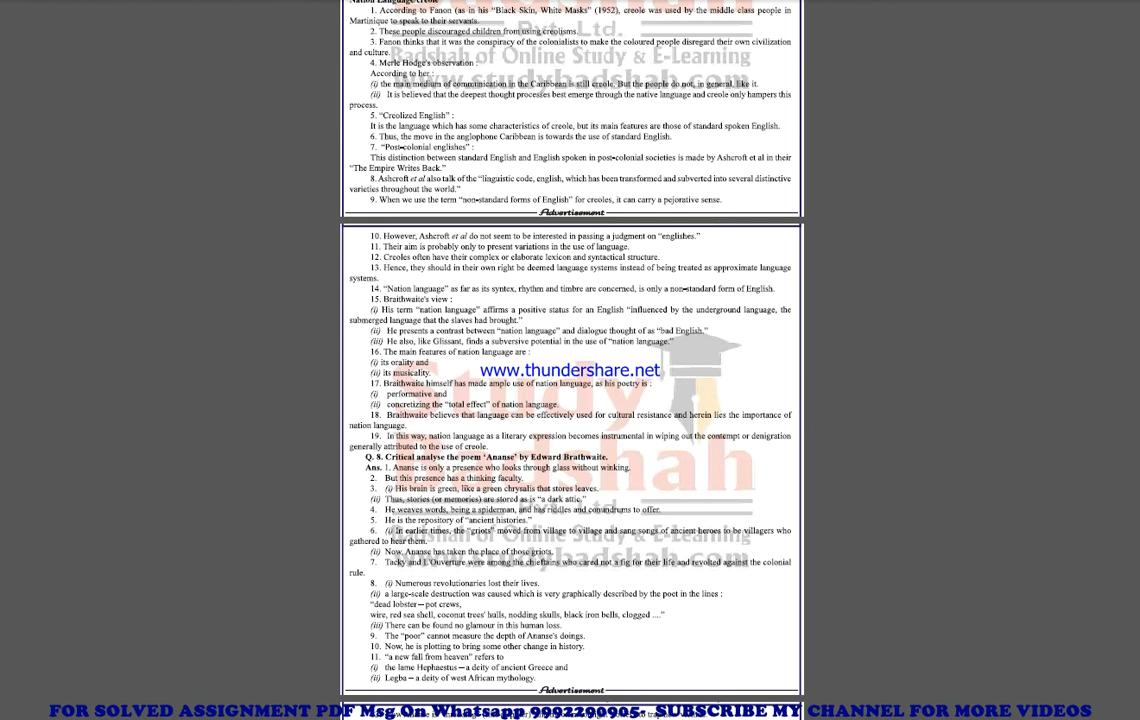 Nation Language/Creole
1. According to Fanon (as in his “Black Skin, White Masks” (1952), creole was used by the middle class people in
Martinique to speak to their servants.
2. These people discouraged children from using creolisms.
3. Fanon thinks that it was the conspiracy of the colonialists to make the coloured people disregard their own civilization
and culture.
4. Merle Hodge's observation :
According to her :
(i) the main medium of communication in the Caribbean is still creole. But the people do not, in general, like it.
(ii) It is believed that the deepest thought processes best emerge through the native language and creole only hampers this
process.
5. “Creolized English” :
It is the language which has some characteristics of creole, but its main features are those of standard spoken English.
6. Thus, the move in the anglophone Caribbean is towards the use of standard English.
7. “Post-colonial englishes” :
This distinction between standard English and English spoken in post-colonial societies is made by Ashcroft et al in their
“The Empire Writes Back.”
8. Ashcroft et al also talk of the “linguistic code, english, which has been transformed and subverted into several distinctive
varieties throughout the world.”
9. When we use the term “non-standard forms of English” for creoles, it can carry a pejorative sense.
Advertisement
10. However, Ashcroft et al do not seem to be interested in passing a judgment on “englishes.”
11. Their aim is probably only to present variations in the use of language.
12. Creoles often have their complex or elaborate lexicon and syntactical structure.
13. Hence, they should in their own right be deemed language systems instead of being treated as approximate language
systems.
14. “Nation language” as far as its syntex, rhythm and timbre are concerned, is only a non-standard form of English.
15. Braithwaite's view :
(i) His term “nation language” affirms a positive status for an English “influenced by the underground language, the
submerged language that the slaves had brought.”
(ii) He presents a contrast between “nation language” and dialogue thought of as “bad English.”
(iii) He also, like Glissant, finds a subversive potential in the use of “nation language.”
16. The main features of nation language are :
(i) its orality and
(ii) its musicality.
www.thundershare.net
17. Braithwaite himself has made ample use of nation language, as his poetry is :
(i) performative and
(ii) concretizing the “total effect” of nation language.
18. Braithwaite believes that language can be effectively used for cultural resistance and herein lies the importance of
nation language.
19. In this way, nation language as a literary expression becomes instrumental in wiping out the contempt or denigration
generally attributed to the use of creole.
Q. 8. Critical analyse the poem ‘Ananse’ by Edward Brathwaite.
Ans. 1. Ananse is only a presence who looks through glass without winking.
2. But this presence has a thinking faculty.
3. (i) His brain is green, like a green chrysalis that stores leaves.
(ii) Thus, stories (or memories) are stored as is “a dark attic.”
4. He weaves words, being a spiderman, and has riddles and conundrums to offer.
5. He is the repository of “ancient histories.”
6. (i) In earlier times, the “griots” moved from village to village and sang songs of ancient heroes to be villagers who
gathered to hear them.
(ii) Now, Ananse has taken the place of those griots.
7. Tacky and L'Ouverture were among the chieftains who cared not a fig for their life and revolted against the colonial
rule.
8. (i) Numerous revolutionaries lost their lives.
(ii) a large-scale destruction was caused which is very graphically described by the poet in the lines :
“dead lobster—pot crews,
wire, red sea shell, coconut trees' hulls, nodding skulls, black iron bells, clogged ....”
(iii) There can be found no glamour in this human loss.
9. The “poor” cannot measure the depth of Ananse's doings.
10. Now, he is plotting to bring some other change in history.
11. “a new fall from heaven” refers to
(i) the lame Hephaestus—a deity of ancient Greece and
(ii) Legba—a deity of west African mythology.
Advertisement
Study
Badshah
Pvt. Ltd.
Badshah of Online Study & E-Learning
www.studybadshah.com
FOR SOLVED ASSIGNMENT PDF Msg On Whatsapp 9992290905- SUBSCRIBE MY CHANNEL FOR MORE VIDEOS